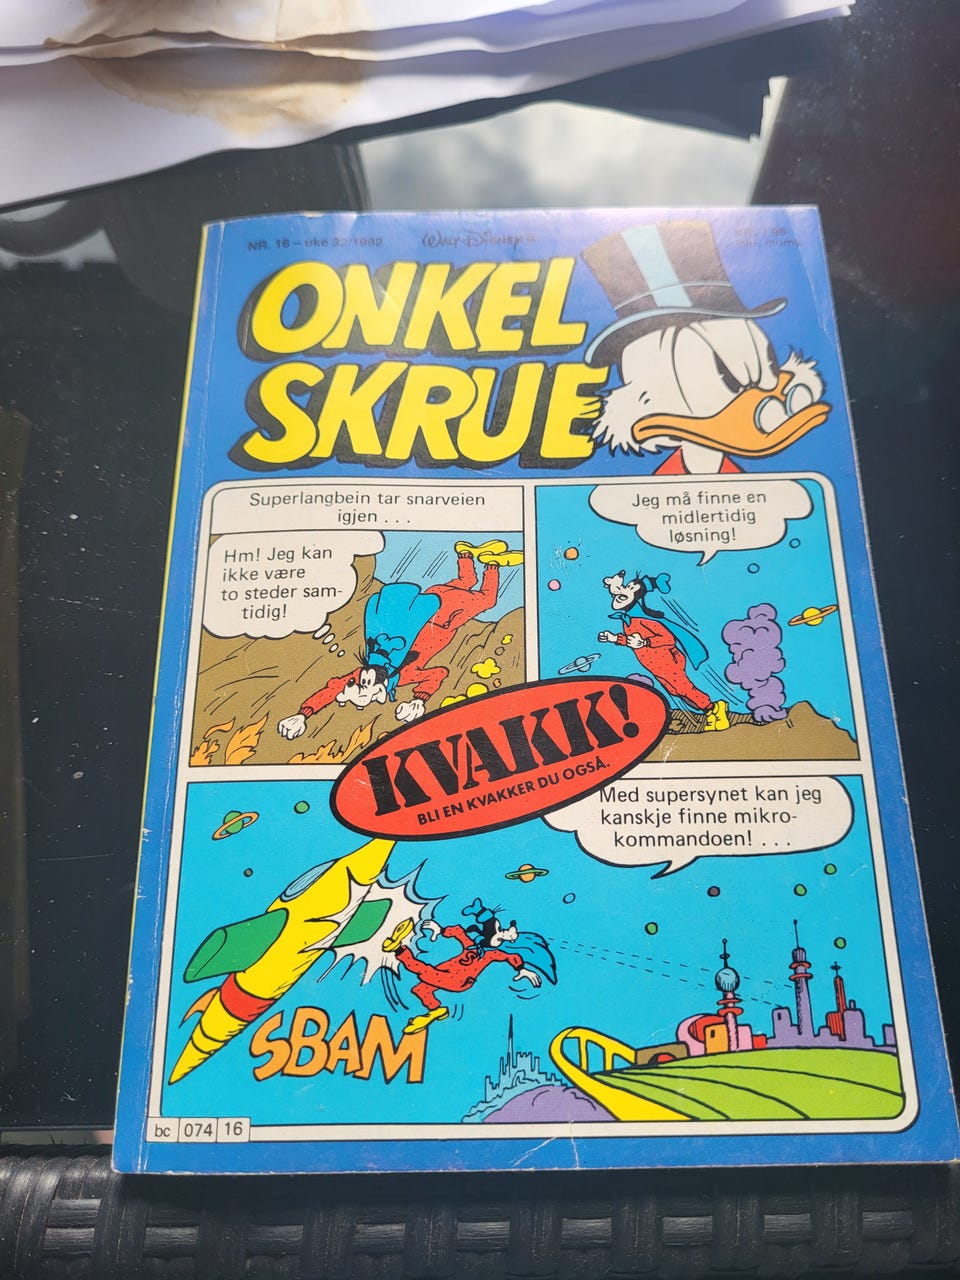 NR. 16 – uke 32/1982
Walt Disney's
ONKEL
SKRUE
Superlangbein tar snarveien
igjen . . .
Hm! Jeg kan
ikke være
to steder sam-
tidig!
Jeg må finne en
midlertidig
løsning!
KVAKK!
BLI EN KVAKKER DU OGSÅ.
Med supersynet kan jeg
kanskje finne mikro-
kommandoen! . . .
SBAM
bc 074 16